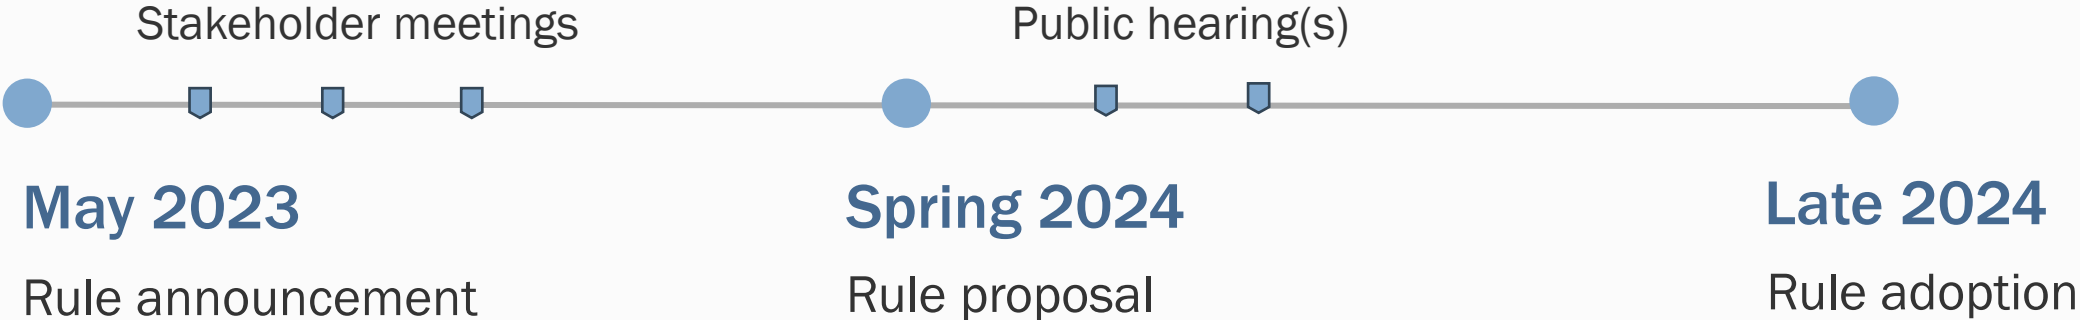 Stakeholder meetings
Public hearing(s)
May 2023
Rule announcement
Spring 2024
Rule proposal
Late 2024
Rule adoption